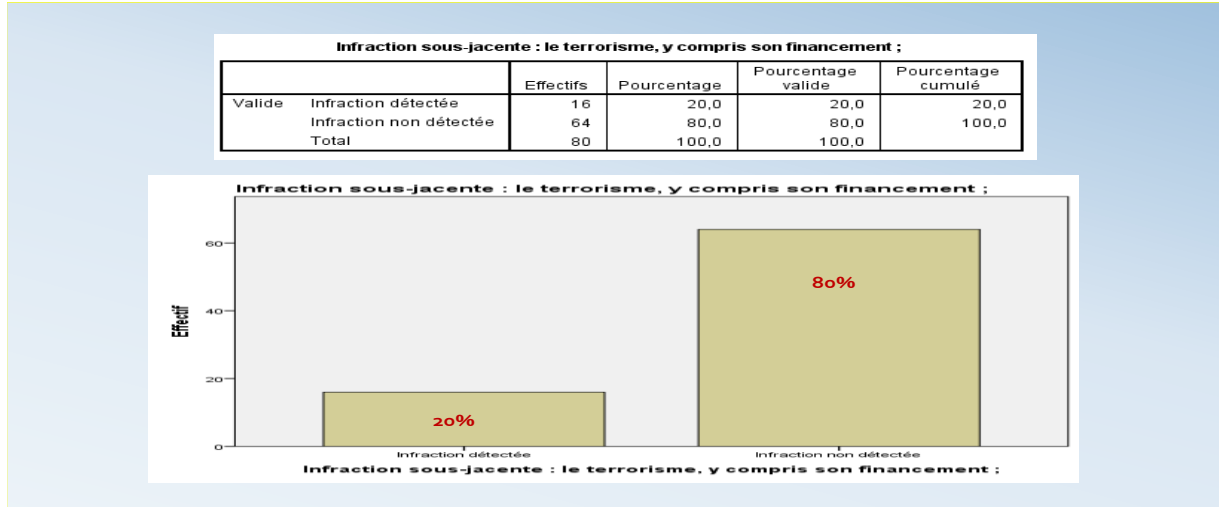 Infraction sous-jacente : le terrorisme, y compris son financement ;
Effectifs Pourcentage Pourcentage valide Pourcentage cumulé
Valide Infraction détectée 16 20,0 20,0 20,0
Infraction non détectée 64 80,0 80,0 100,0
Total 80 100,0 100,0
Infraction sous-jacente : le terrorisme, y compris son financement ;
Effectif
60
40
20
0
80%
20%
Infraction détectée Infraction non détectée
Infraction sous-jacente : le terrorisme, y compris son financement ;